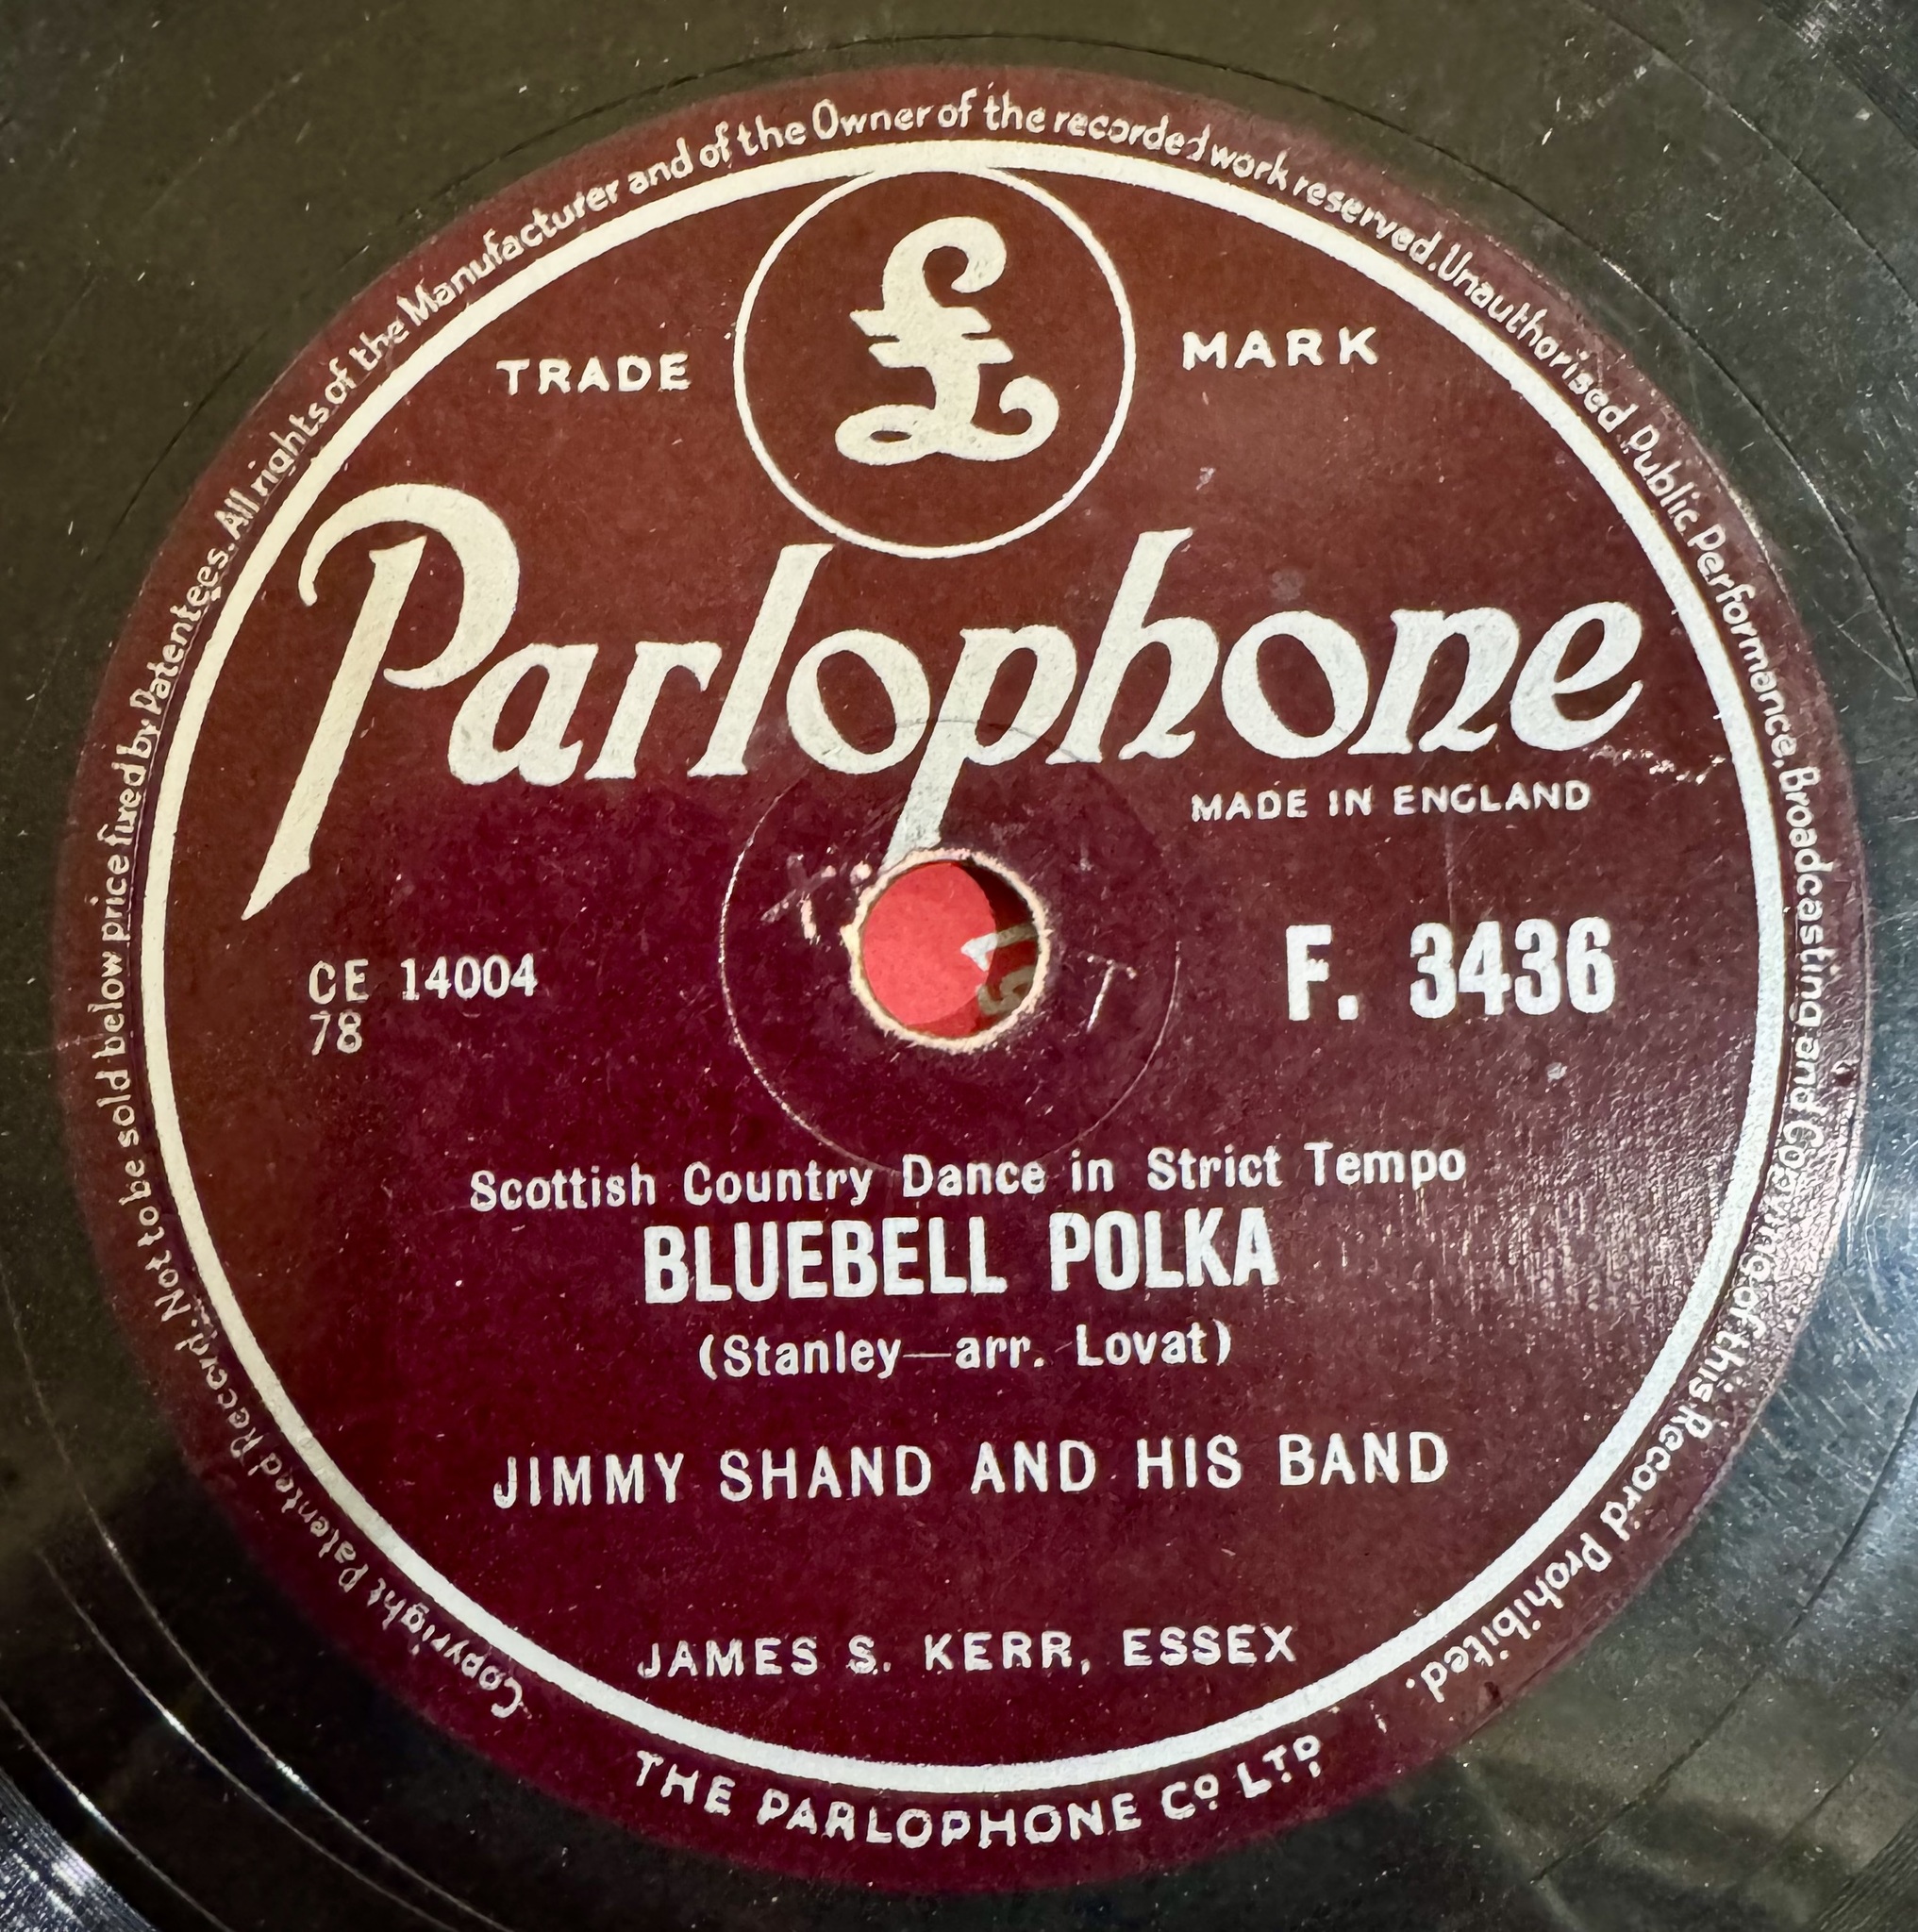 Copyright Patented Record. Not to be sold below price fixed by Patentees. All rights of the Manufacturer and of the Owner of the recorded work reserved. Unauthorised Public Performance, Broadcasting and Copying of this Record Prohibited.
£
TRADE MARK
Parlophone
MADE IN ENGLAND
CE 14004
78
F. 3436
T
Scottish Country Dance in Strict Tempo
BLUEBELL POLKA
(Stanley—arr. Lovat)
JIMMY SHAND AND HIS BAND
JAMES S. KERR, ESSEX
THE PARLOPHONE CO LTD